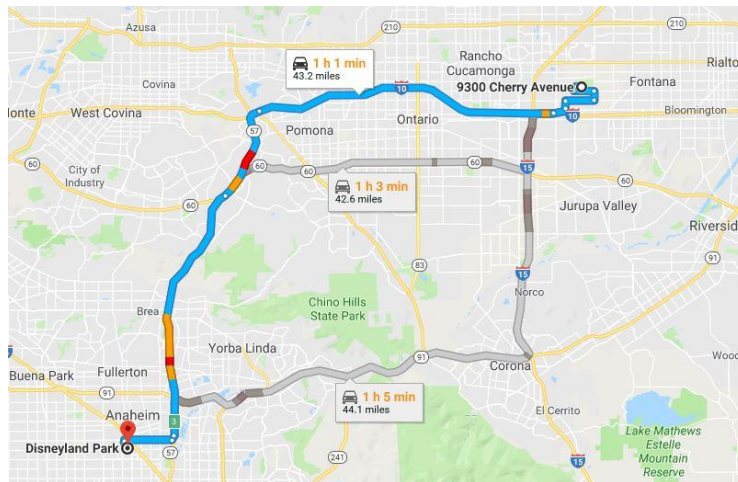 Azusa
210
210
Rancho
Cucamonga
Rialto
1 h 1 min
43.2 miles
Covina
9300 Cherry Avenue
Fontana
10
West Covina
Ontario
10
Bloomington
57
Pomona
60
City of
Industry
60
60
60
15
60
1 h 3 min
42.6 miles
Jurupa Valley
60
Riverside
91
83
15
Chino Hills
State Park
Norco
Brea
Yorba Linda
91
Buena Park
Fullerton
Corona
91
1 h 5 min
44.1 miles
Anaheim
3
El Cerrito
Disneyland Park
57
241
15
Lake Mathews
Estelle
Mountain
Reserve